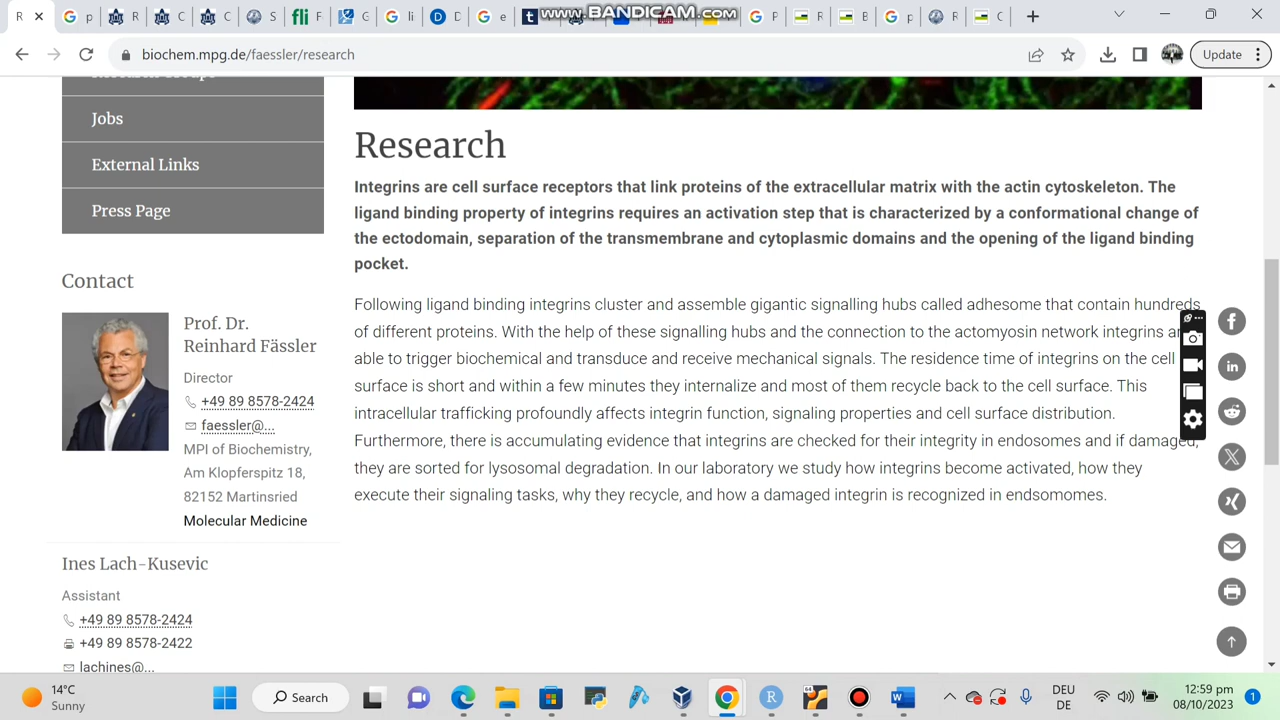 R
G
R
R
C
S
F
C
li
D
e
www.BANDICAM.com
P
R
B
p
R
C
biochem.mpg.de/faessler/research
Update
Research Groups
Jobs
External Links
Press Page
Contact
Prof. Dr.
Reinhard Fässler
Director
+49 89 8578-2424
faessler@...
MPI of Biochemistry,
Am Klopferspitz 18,
82152 Martinsried
Molecular Medicine
Ines Lach-Kusevic
Assistant
+49 89 8578-2424
+49 89 8578-2422
lachines@...
Research
Integrins are cell surface receptors that link proteins of the extracellular matrix with the actin cytoskeleton. The
ligand binding property of integrins requires an activation step that is characterized by a conformational change of
the ectodomain, separation of the transmembrane and cytoplasmic domains and the opening of the ligand binding
pocket.
Following ligand binding integrins cluster and assemble gigantic signalling hubs called adhesome that contain hundreds
of different proteins. With the help of these signalling hubs and the connection to the actomyosin network integrins
able to trigger biochemical and transduce and receive mechanical signals. The residence time of integrins on the cell
surface is short and within a few minutes they internalize and most of them recycle back to the cell surface. This
intracellular trafficking profoundly affects integrin function, signaling properties and cell surface distribution.
Furthermore, there is accumulating evidence that integrins are checked for their integrity in endosomes and if damaged,
they are sorted for lysosomal degradation. In our laboratory we study how integrins become activated, how they
execute their signaling tasks, why they recycle, and how a damaged integrin is recognized in endsomomes.
14°C
Sunny
Search
DEU
DE
12:59 pm
08/10/2023
1